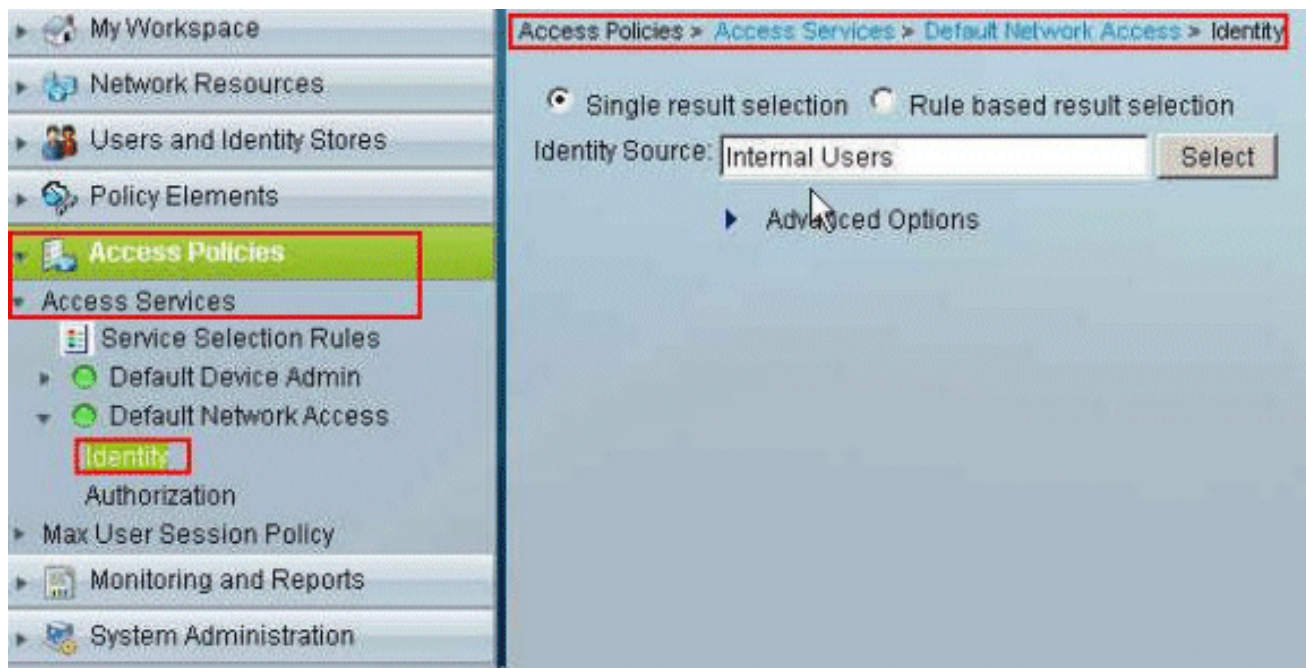 My Workspace
Network Resources
Users and Identity Stores
Policy Elements
Access Policies
Access Services
Service Selection Rules
Default Device Admin
Default Network Access
Identity
Authorization
Max User Session Policy
Monitoring and Reports
System Administration
Access Policies > Access Services > Default Network Access > Identity
Single result selection Rule based result selection
Identity Source: Internal Users Select
Advanced Options